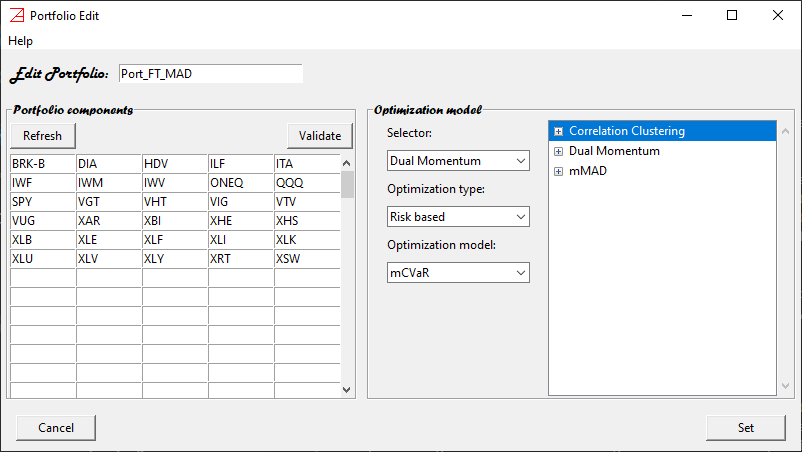 Portfolio Edit
Help
Edit Portfolio: Port_FT_MAD
Portfolio components
Refresh Validate
BRK-B DIA HDV ILF ITA
IWF IWM IWV ONEQ QQQ
SPY VGT VHT VIG VTV
VUG XAR XBI XHE XHS
XLB XLE XLF XLI XLK
XLU XLV XLY XRT XSW
Optimization model
Selector:
Dual Momentum
Optimization type:
Risk based
Optimization model:
mCVaR
Correlation Clustering
Dual Momentum
mMAD
Cancel Set